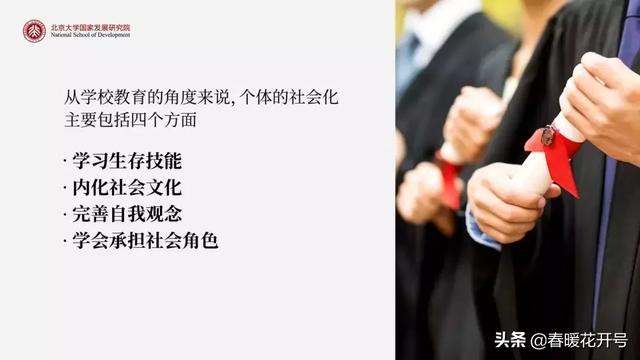 北京大学国家发展研究院
National School of Development
从学校教育的角度来说, 个体的社会化
主要包括四个方面
· 学习生存技能
· 内化社会文化
· 完善自我观念
· 学会承担社会角色
头条 @春暖花开号